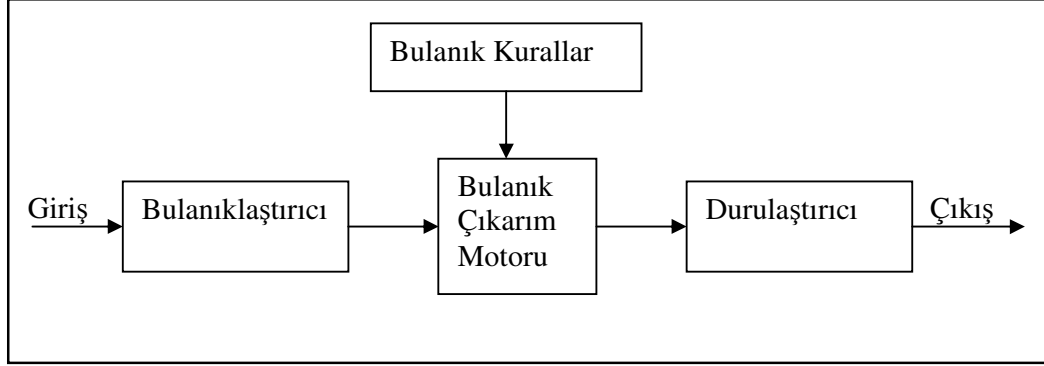 Bulanık Kurallar
Giriş
Bulanıklaştırıcı
Bulanık
Çıkarım
Motoru
Durulaştırıcı
Çıkış